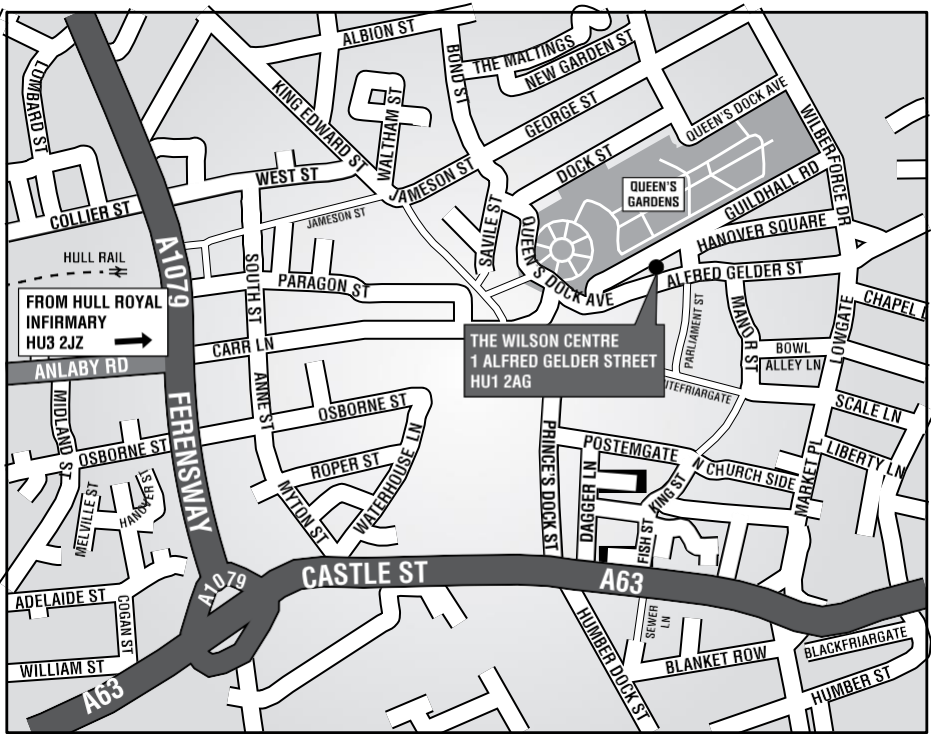 ALBION ST
BOND ST
THE MALTINGS
NEW GARDEN ST
LOMBARD ST
KING EDWARD ST
WALTHAM ST
GEORGE ST
QUEEN'S DOCK AVE
WILBERFORCE DR
WEST ST
JAMESON ST
DOCK ST
QUEEN'S
GARDENS
GUILDHALL RD
COLLIER ST
JAMESON ST
SAVILE ST
QUEEN'S DOCK AVE
HANOVER SQUARE
A1079
HULL RAIL
SOUTH ST
PARAGON ST
ALFRED GELDER ST
FROM HULL ROYAL
INFIRMARY
HU3 2JZ
PARLIAMENT ST
MANOR ST
LOWGATE
CHAPEL
THE WILSON CENTRE
1 ALFRED GELDER STREET
HU1 2AG
CARR LN
BOWL
ALLEY LN
ANLABY RD
ITEFRIARGATE
MIDLAND ST
FERENSWAY
ANNE ST
OSBORNE ST
SCALE LN
OSBORNE ST
ROPER ST
WATERHOUSE LN
PRINCE'S DOCK ST
POSTEMGATE
N CHURCH SIDE
MARKET PL
LIBERTY LN
MELVILLE ST
HANOVER ST
MYTON ST
DAGGER LN
KING ST
FISH ST
A1079
CASTLE ST
A63
ADELAIDE ST
COGAN ST
SEWER
LN
HUMBER DOCK ST
BLANKET ROW
BLACKFRIARGATE
WILLIAM ST
A63
HUMBER ST